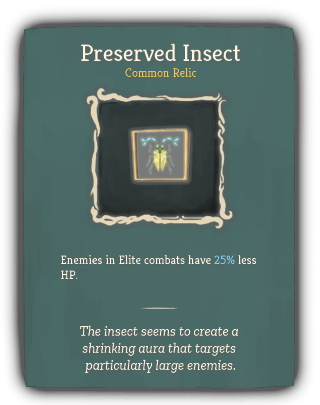 Preserved Insect
Common Relic
Enemies in Elite combats have 25% less
HP.
The insect seems to create a
shrinking aura that targets
particularly large enemies.